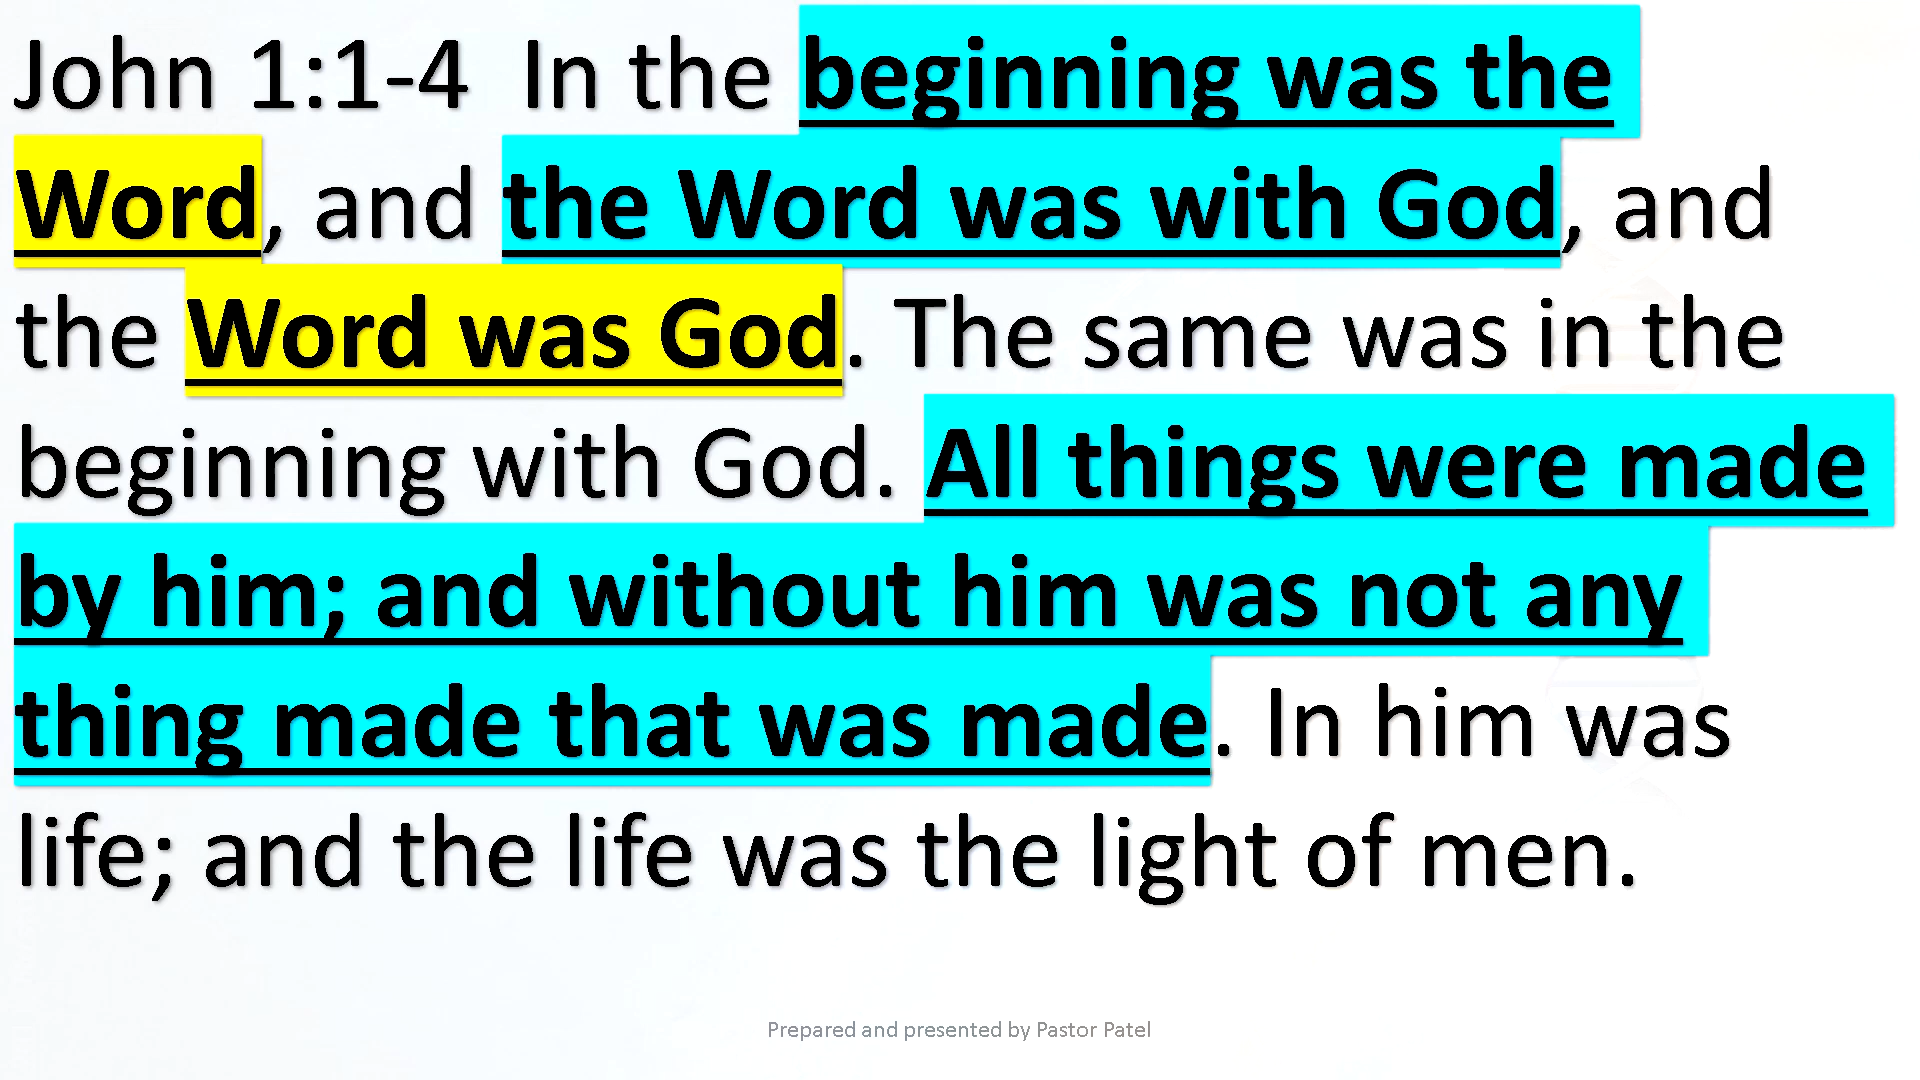 John 1:1-4  In the beginning was the
Word, and the Word was with God, and
the Word was God. The same was in the
beginning with God. All things were made
by him; and without him was not any
thing made that was made. In him was
life; and the life was the light of men.
Prepared and presented by Pastor Patel